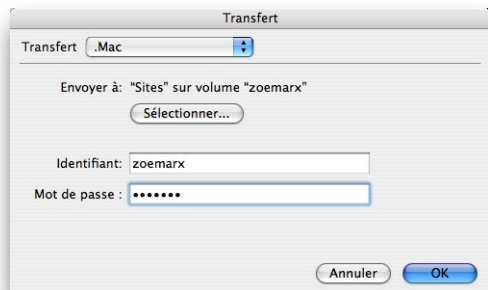 Transfert
Transfert .Mac
Envoyer à: “Sites” sur volume “zoemarx”
Sélectionner...
Identifiant: zoemarx
Mot de passe : •••••••
Annuler OK